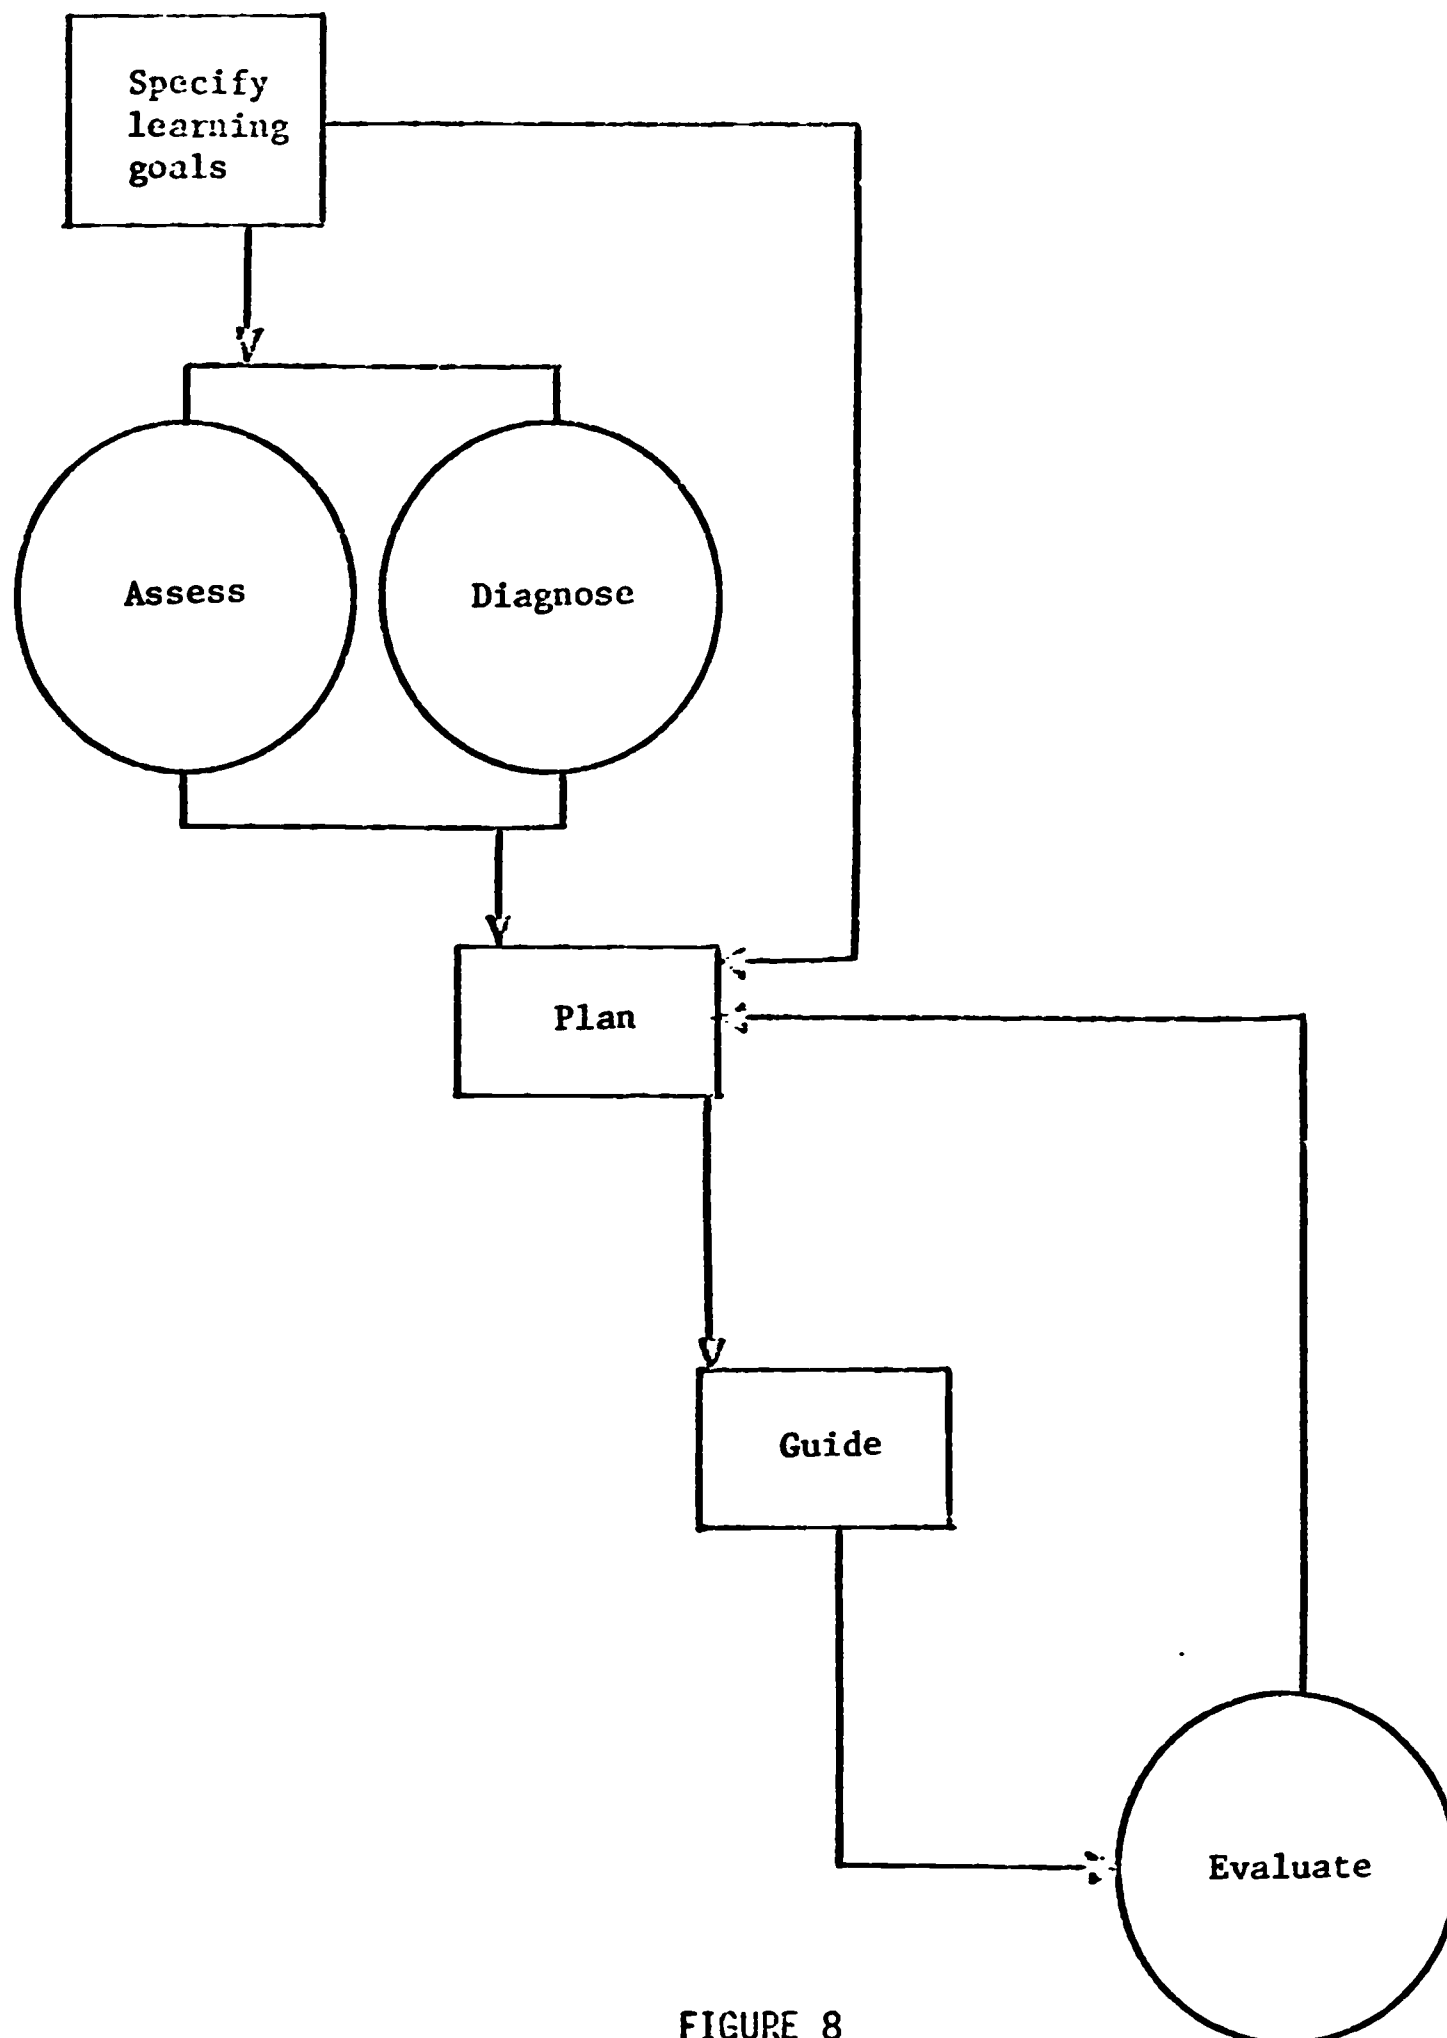 Specify
learning
goals
Assess
Diagnose
Plan
Guide
Evaluate
FIGURE 8